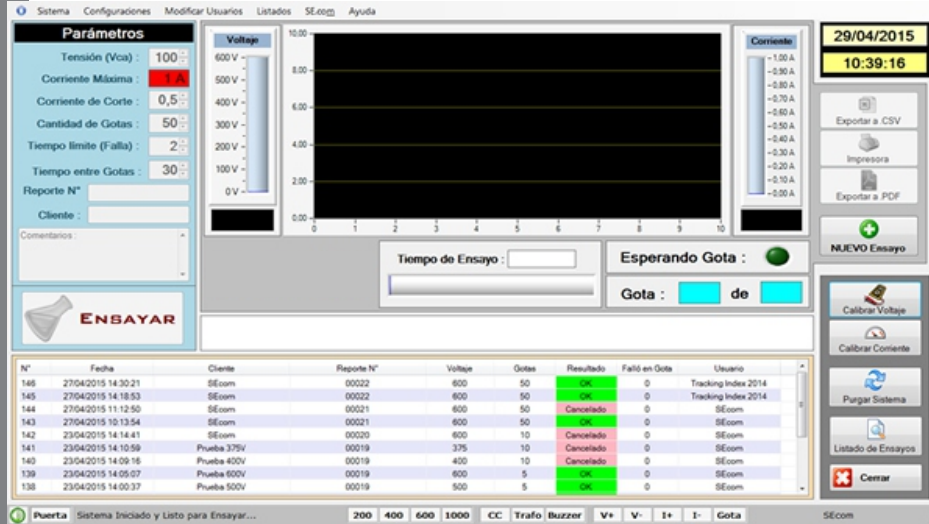 Sistema Configuraciones Modificar Usuarios Listados SEcom Ayuda
Parámetros
Tensión (Vca) : 100
Corriente Máxima : 1 A
Corriente de Corte : 0,5
Cantidad de Gotas : 50
Tiempo límite (Falla) : 2
Tiempo entre Gotas : 30
Reporte N°
Cliente :
Comentarios :
ENSAYAR
Voltaje
600 V
500 V
400 V
300 V
200 V
100 V
0 V
10,00
8,00
6,00
4,00
2,00
0,00
0 1 2 3 4 5 6 7 8 9 10
Corriente
1,00 A
0,90 A
0,80 A
0,70 A
0,60 A
0,50 A
0,40 A
0,30 A
0,20 A
0,10 A
0,00 A
Tiempo de Ensayo :
Esperando Gota :
Gota : de
29/04/2015
10:39:16
Exportar a .CSV
Impresora
Exportar a .PDF
NUEVO Ensayo
Calibrar Voltaje
Calibrar Corriente
Purgar Sistema
Listado de Ensayos
Cerrar
N° Fecha Cliente Reporte N° Voltaje Gotas Resultado Falló en Gota Usuario
146 27/04/2015 14:30:21 SEcom 00022 600 50 OK 0 Tracking Index 2014
145 27/04/2015 14:18:53 SEcom 00022 600 50 OK 0 Tracking Index 2014
144 27/04/2015 11:12:50 SEcom 00021 600 50 Cancelado 0 SEcom
143 27/04/2015 10:13:54 SEcom 00021 600 50 OK 0 SEcom
142 23/04/2015 14:14:41 SEcom 00020 600 10 Cancelado 0 SEcom
141 23/04/2015 14:10:59 Prueba 375V 00019 375 10 Cancelado 0 SEcom
140 23/04/2015 14:09:16 Prueba 400V 00019 400 10 Cancelado 0 SEcom
139 23/04/2015 14:05:07 Prueba 600V 00019 600 5 OK 0 SEcom
138 23/04/2015 14:00:37 Prueba 500V 00019 500 5 OK 0 SEcom
Puerta Sistema Iniciado y Listo para Ensayar... 200 400 600 1000 CC Trafo Buzzer V+ V- I+ I- Gota SEcom